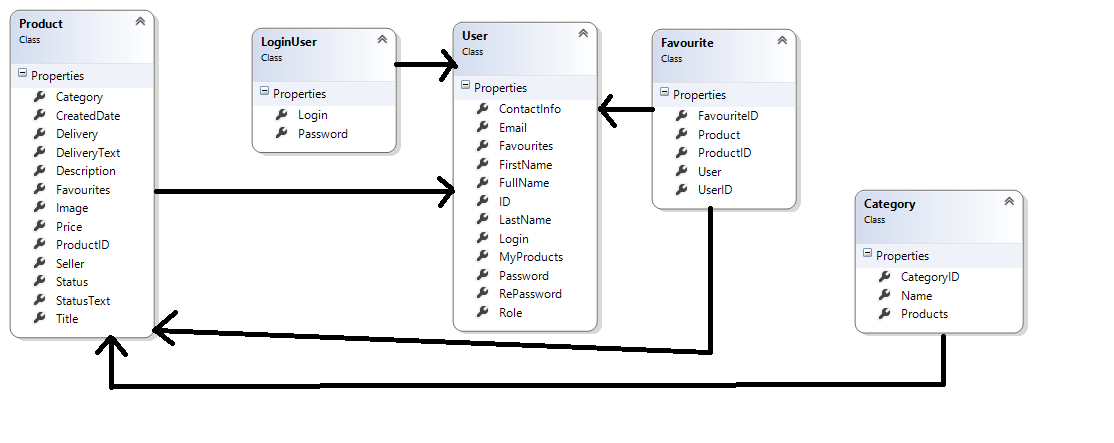 Product
Class
Properties
Category
CreatedDate
Delivery
DeliveryText
Description
Favourites
Image
Price
ProductID
Seller
Status
StatusText
Title
LoginUser
Class
Properties
Login
Password
User
Class
Properties
ContactInfo
Email
Favourites
FirstName
FullName
ID
LastName
Login
MyProducts
Password
RePassword
Role
Favourite
Class
Properties
FavouriteID
Product
ProductID
User
UserID
Category
Class
Properties
CategoryID
Name
Products